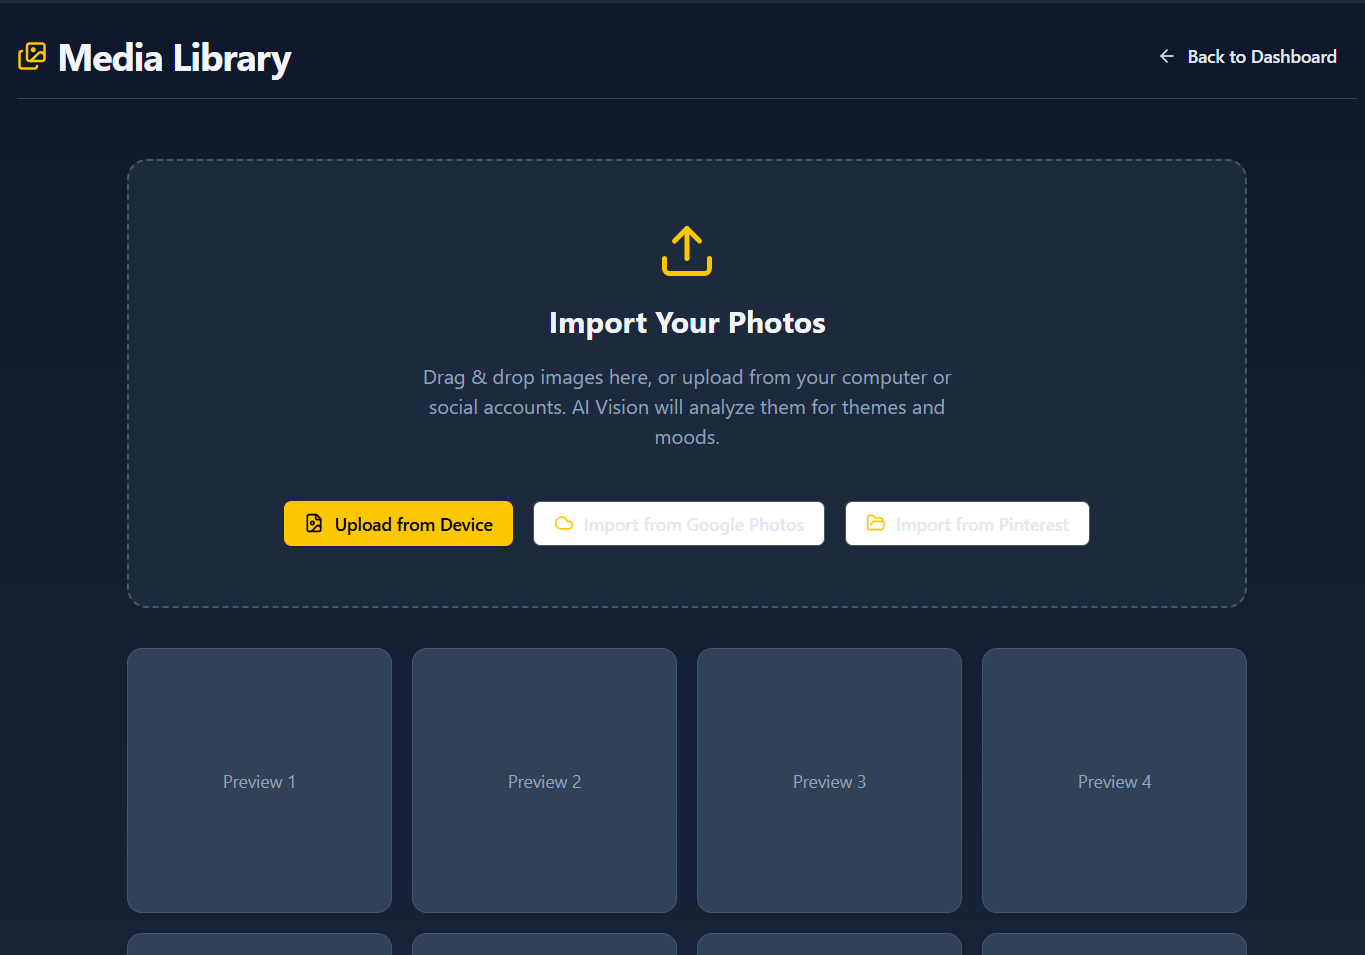 Media Library
Back to Dashboard
Import Your Photos
Drag & drop images here, or upload from your computer or
social accounts. AI Vision will analyze them for themes and
moods.
Upload from Device
Import from Google Photos
Import from Pinterest
Preview 1
Preview 2
Preview 3
Preview 4